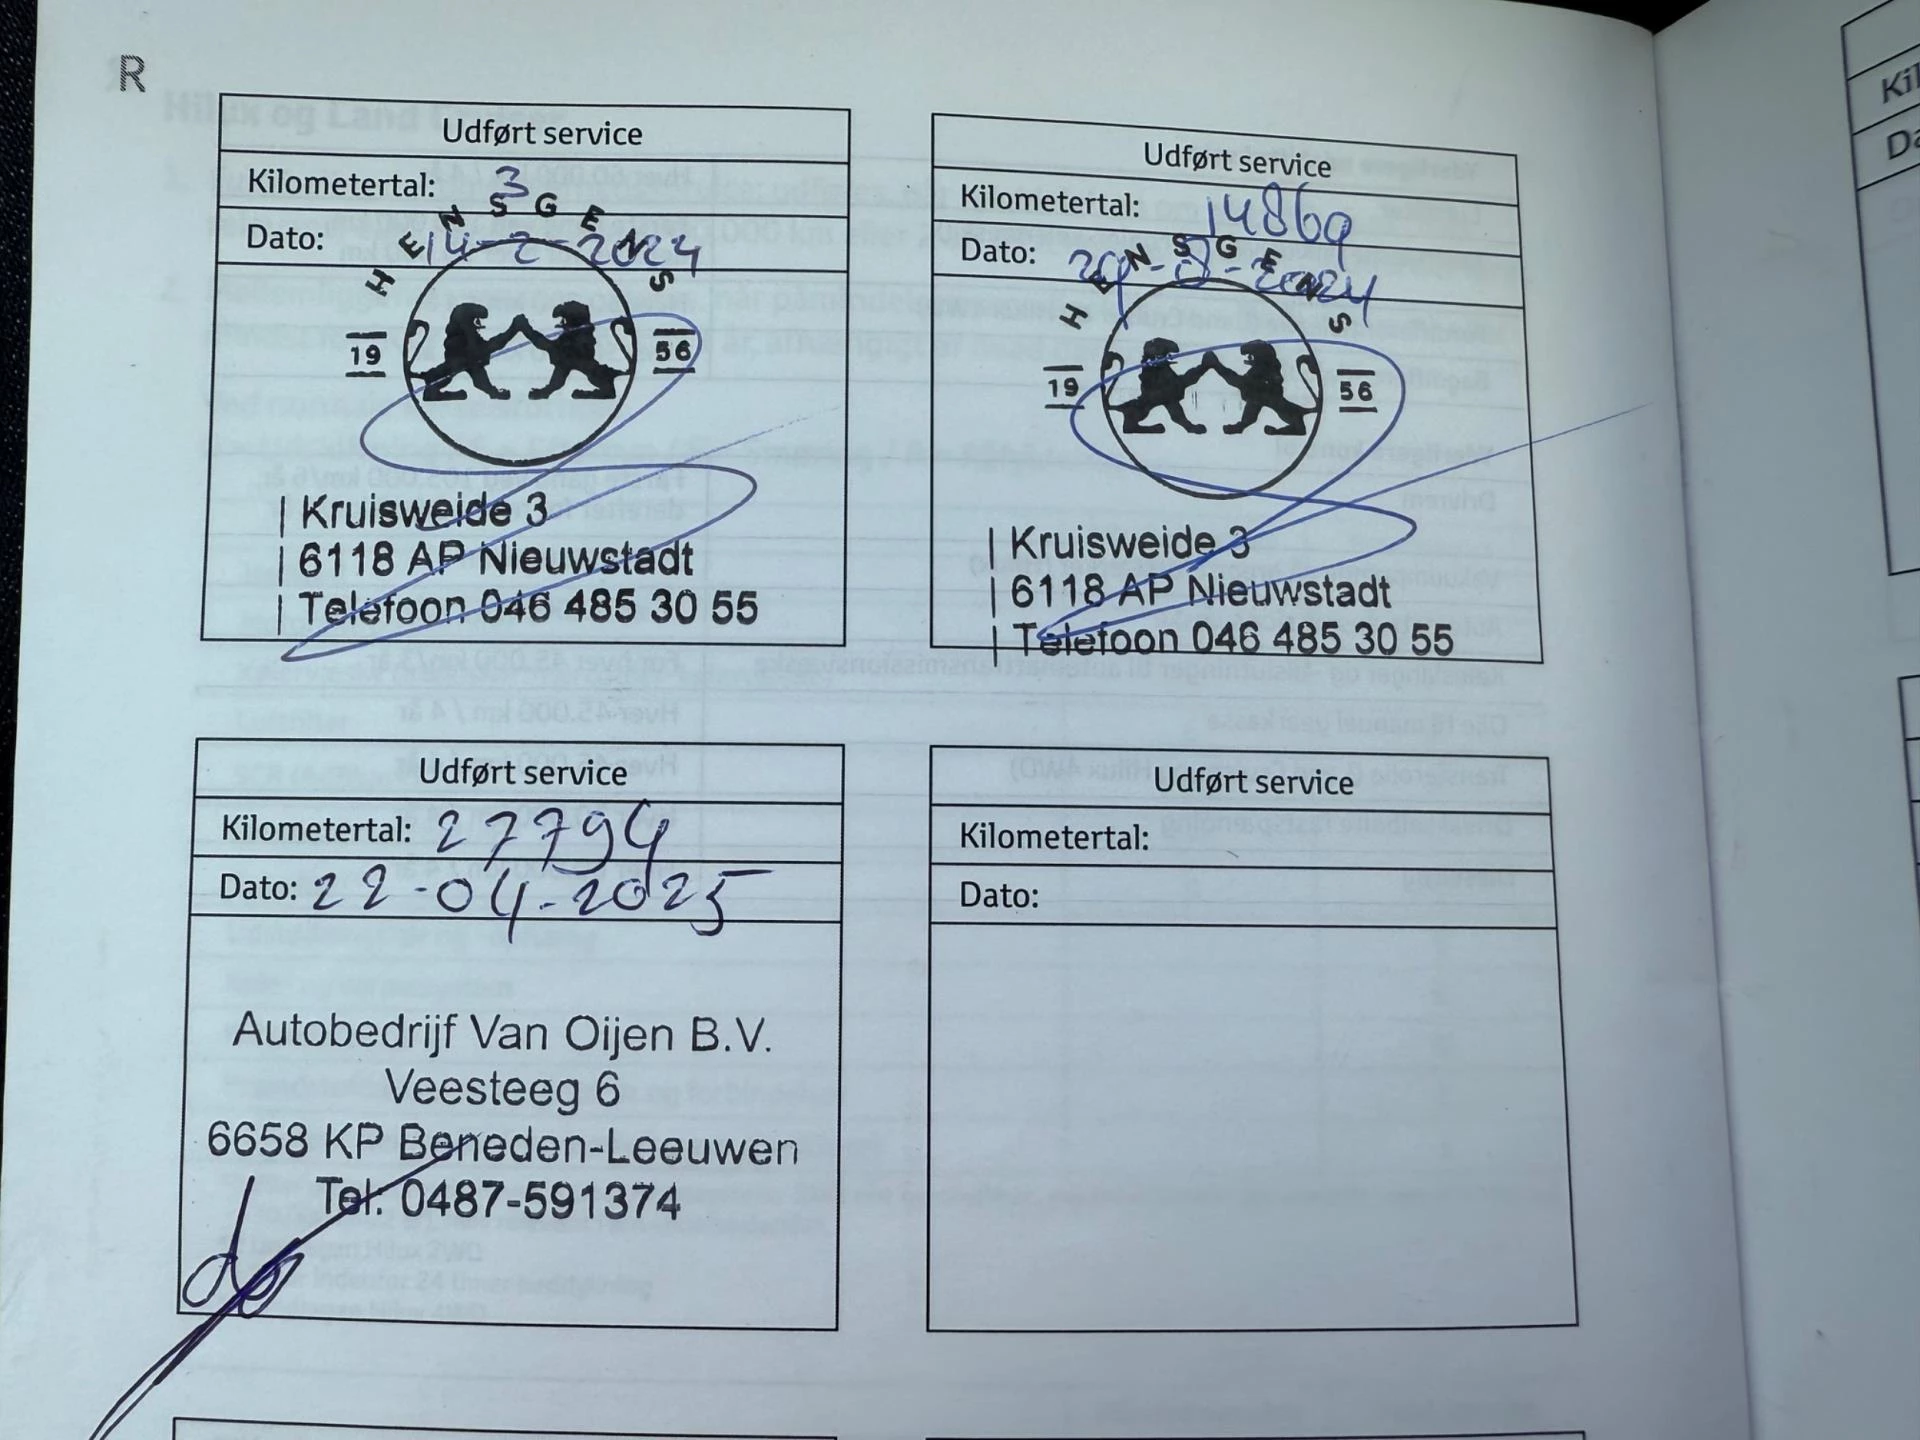 R
Udført service
Kilometertal: 3
Dato: 14-2-2024
HENSGENS
19 56
Kruisweide 3
6118 AP Nieuwstadt
Telefoon 046 485 30 55
Udført service
Kilometertal: 14869
Dato: 29-8-2024
HENSGENS
19 56
Kruisweide 3
6118 AP Nieuwstadt
Telefoon 046 485 30 55
Udført service
Kilometertal: 27794
Dato: 22-04-2025
Autobedrijf Van Oijen B.V.
Veesteeg 6
6658 KP Beneden-Leeuwen
Tel: 0487-591374
Udført service
Kilometertal:
Dato: